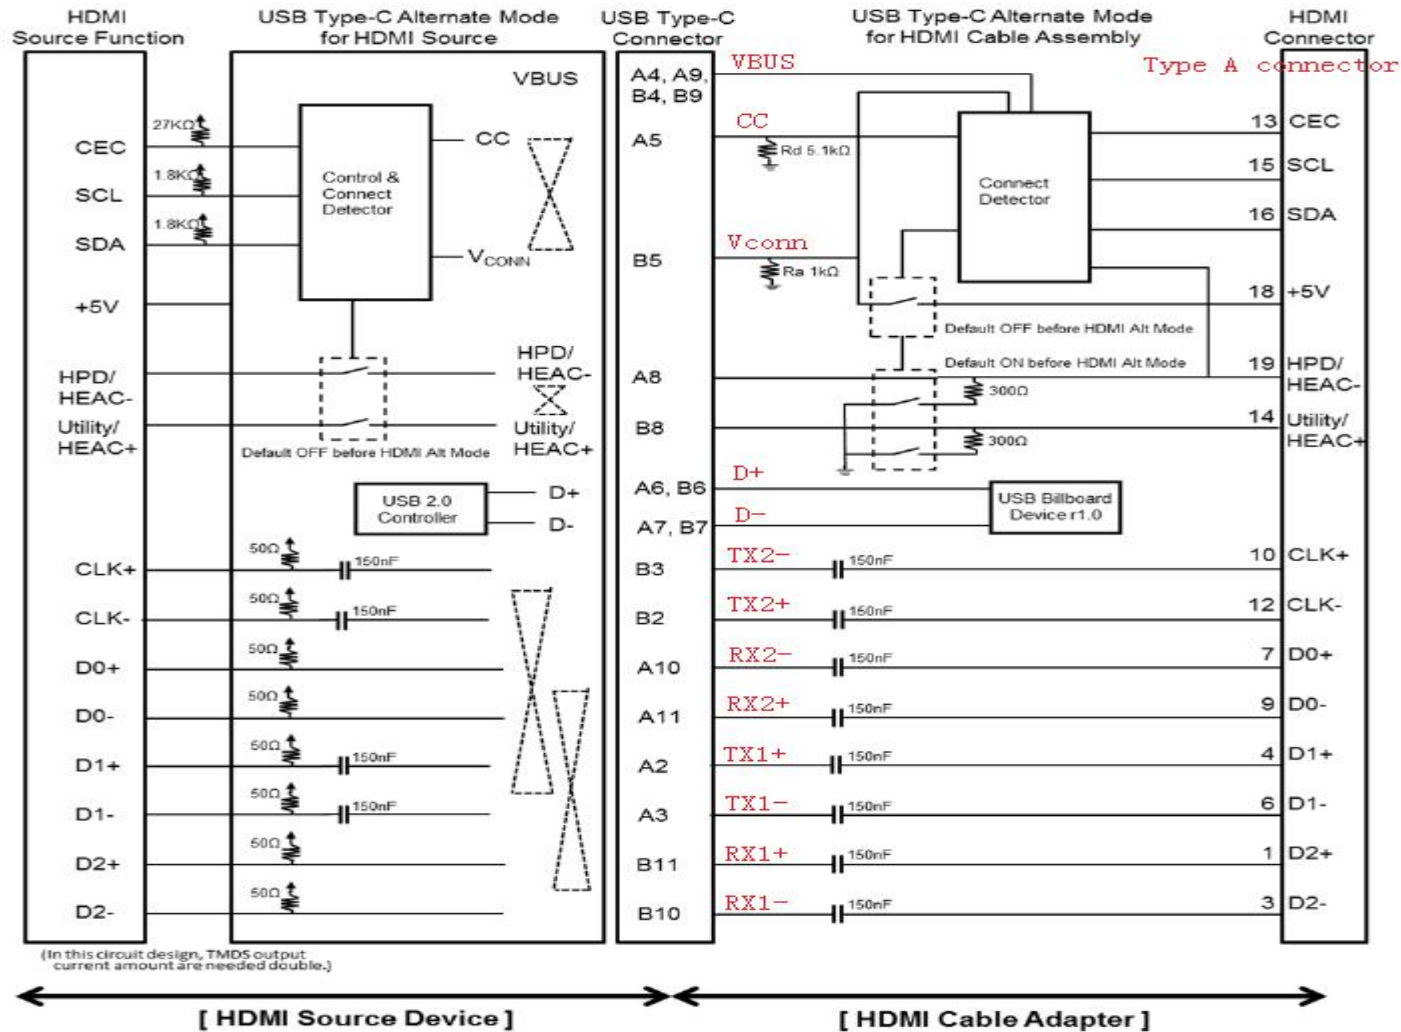 HDMI
Source Function
USB Type-C Alternate Mode
for HDMI Source
USB Type-C
Connector
USB Type-C Alternate Mode
for HDMI Cable Assembly
HDMI
Connector
VBUS
A4, A9,
B4, B9
VBUS
Type A connector
27KΩ
CEC
CC
A5
CC
Rd 5.1kΩ
13 CEC
1.8KΩ
SCL
Control &
Connect
Detector
Connect
Detector
15 SCL
1.8KΩ
SDA
16 SDA
VCONN
B5
Vconn
Ra 1kΩ
+5V
18 +5V
Default OFF before HDMI Alt Mode
Default ON before HDMI Alt Mode
HPD/
HEAC-
HPD/
HEAC-
A8
300Ω
19 HPD/
HEAC-
Utility/
HEAC+
Utility/
HEAC+
B8
300Ω
14 Utility/
HEAC+
Default OFF before HDMI Alt Mode
USB 2.0
Controller
D+
D-
A6, B6
D+
A7, B7
D-
USB Billboard
Device r1.0
CLK+
50Ω
150nF
B3
TX2-
150nF
10 CLK+
CLK-
50Ω
150nF
B2
TX2+
150nF
12 CLK-
D0+
50Ω
A10
RX2-
150nF
7 D0+
D0-
50Ω
A11
RX2+
150nF
9 D0-
D1+
50Ω
150nF
A2
TX1+
150nF
4 D1+
D1-
50Ω
150nF
A3
TX1-
150nF
6 D1-
D2+
50Ω
B11
RX1+
150nF
1 D2+
D2-
50Ω
B10
RX1-
150nF
3 D2-
(In this circuit design, TMDS output
current amount are needed double.)
[ HDMI Source Device ]
[ HDMI Cable Adapter ]